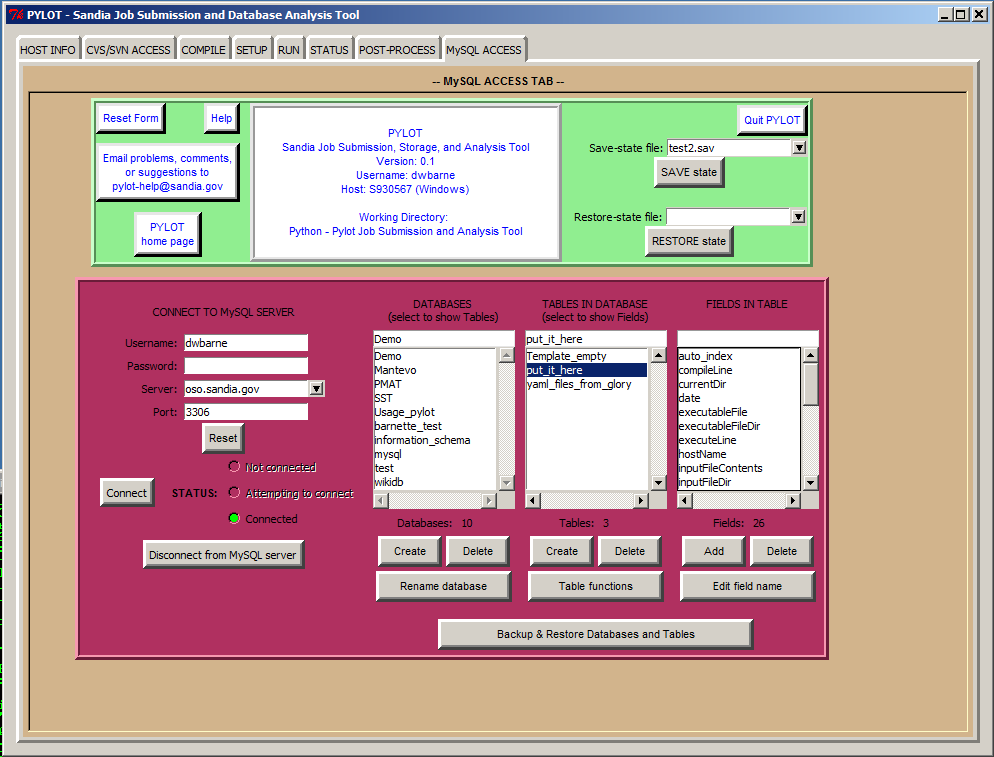 PYLOT - Sandia Job Submission and Database Analysis Tool
HOST INFO
CVS/SVN ACCESS
COMPILE
SETUP
RUN
STATUS
POST-PROCESS
MySQL ACCESS
-- MySQL ACCESS TAB --
Reset Form
Help
Email problems, comments,
or suggestions to
pylot-help@sandia.gov
PYLOT
home page
PYLOT
Sandia Job Submission, Storage, and Analysis Tool
Version: 0.1
Username: dwbarne
Host: S930567 (Windows)
Working Directory:
Python - Pylot Job Submission and Analysis Tool
Quit PYLOT
Save-state file: test2.sav
SAVE state
Restore-state file:
RESTORE state
CONNECT TO MySQL SERVER
Username: dwbarne
Password:
Server: oso.sandia.gov
Port: 3306
Reset
Not connected
Connect
STATUS:
Attempting to connect
Connected
Disconnect from MySQL server
DATABASES
(select to show Tables)
Demo
Demo
Mantevo
PMAT
SST
Usage_pylot
barnette_test
information_schema
mysql
test
wikidb
Databases: 10
Create
Delete
Rename database
TABLES IN DATABASE
(select to show Fields)
put_it_here
Template_empty
put_it_here
yaml_files_from_glory
Tables: 3
Create
Delete
Table functions
FIELDS IN TABLE
auto_index
compileLine
currentDir
date
executableFile
executableFileDir
executeLine
hostName
inputFileContents
inputFileDir
Fields: 26
Add
Delete
Edit field name
Backup & Restore Databases and Tables